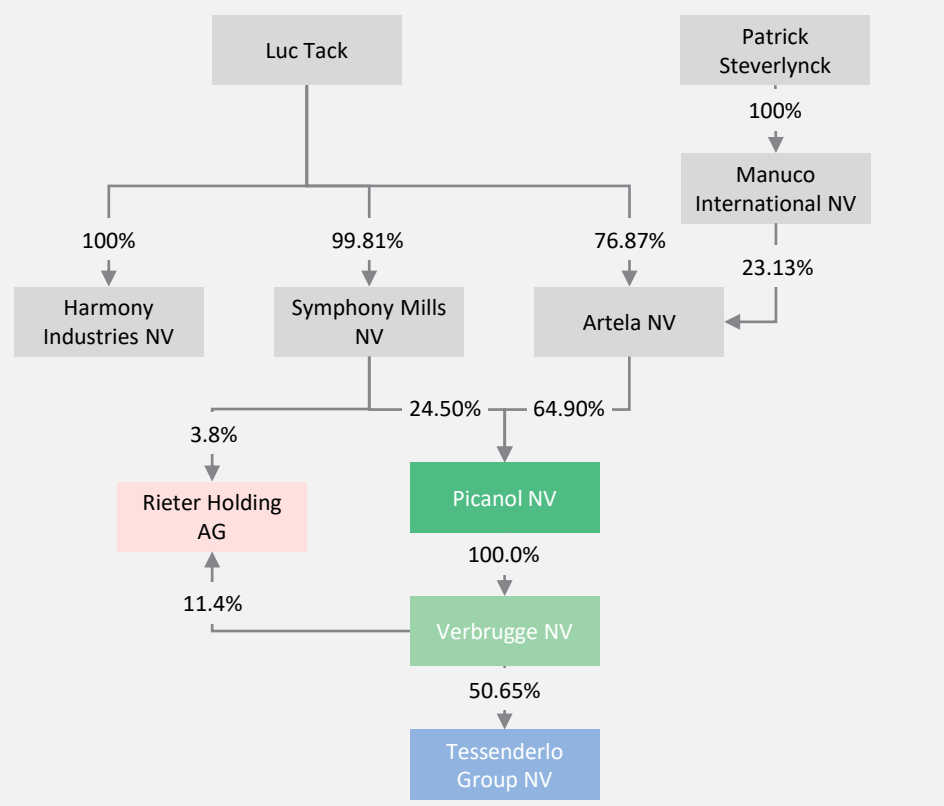 Luc Tack
Patrick
Steverlynck
100%
Manuco
International NV
100%
99.81%
76.87%
23.13%
Harmony
Industries NV
Symphony Mills
NV
Artela NV
24.50%
64.90%
3.8%
Rieter Holding
AG
Picanol NV
100.0%
11.4%
Verbrugge NV
50.65%
Tessenderlo
Group NV